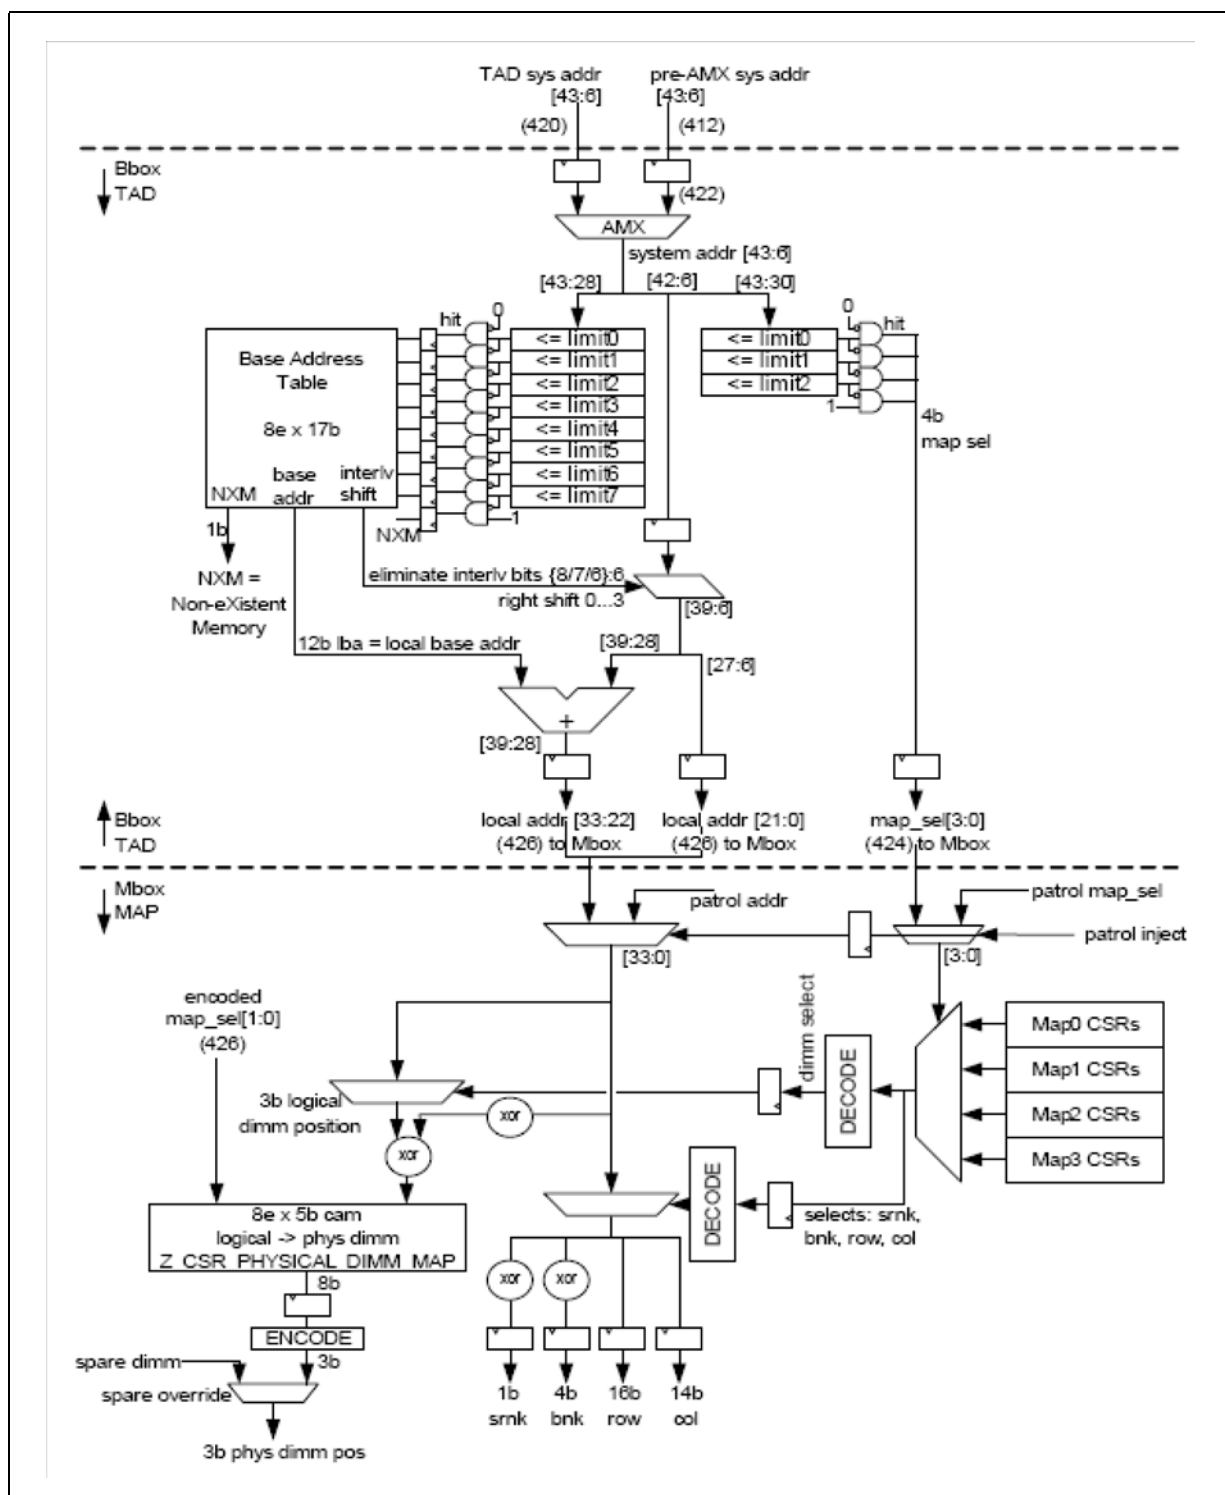 TAD sys addr
[43:6]
(420)
pre-AMX sys addr
[43:6]
(412)
Bbox
TAD
(422)
AMX
system addr [43:6]
[43:28]
[42:6]
[43:30]
Base Address
Table
8e x 17b
NXM
base
addr
interlv
shift
hit
0
<= limit0
<= limit1
<= limit2
<= limit3
<= limit4
<= limit5
<= limit6
<= limit7
NXM
1
0
hit
<= limit0
<= limit1
<= limit2
1
4b
map sel
1b
NXM =
Non-eXistent
Memory
eliminate interlv bits {8/7/6}:6
right shift 0...3
[39:6]
12b lba = local base addr
[39:28]
[27:6]
+
[39:28]
Bbox
TAD
local addr [33:22]
(426) to Mbox
local addr [21:0]
(426) to Mbox
map_sel[3:0]
(424) to Mbox
Mbox
MAP
patrol addr
patrol map_sel
patrol inject
[33:0]
[3:0]
encoded
map_sel[1:0]
(426)
dimm select
DECODE
Map0 CSRs
Map1 CSRs
Map2 CSRs
Map3 CSRs
3b logical
dimm position
xor
xor
DECODE
selects: srnk,
bnk, row, col
8e x 5b cam
logical -> phys dimm
Z_CSR_PHYSICAL_DIMM_MAP
8b
xor
xor
ENCODE
3b
spare dimm
spare override
3b phys dimm pos
1b
srnk
4b
bnk
16b
row
14b
col